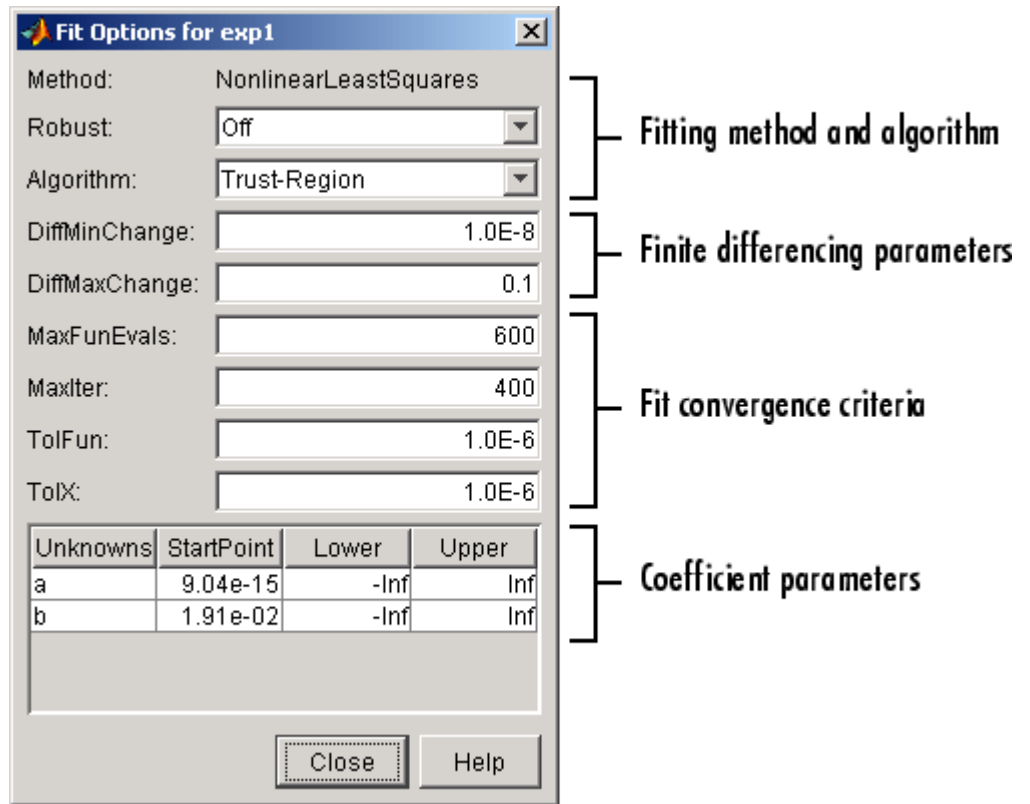 Fit Options for exp1
Method: NonlinearLeastSquares
Robust: Off
Algorithm: Trust-Region
Fitting method and algorithm
DiffMinChange: 1.0E-8
DiffMaxChange: 0.1
Finite differencing parameters
MaxFunEvals: 600
MaxIter: 400
TolFun: 1.0E-6
TolX: 1.0E-6
Fit convergence criteria
Unknowns StartPoint Lower Upper
a 9.04e-15 -Inf Inf
b 1.91e-02 -Inf Inf
Coefficient parameters
Close Help